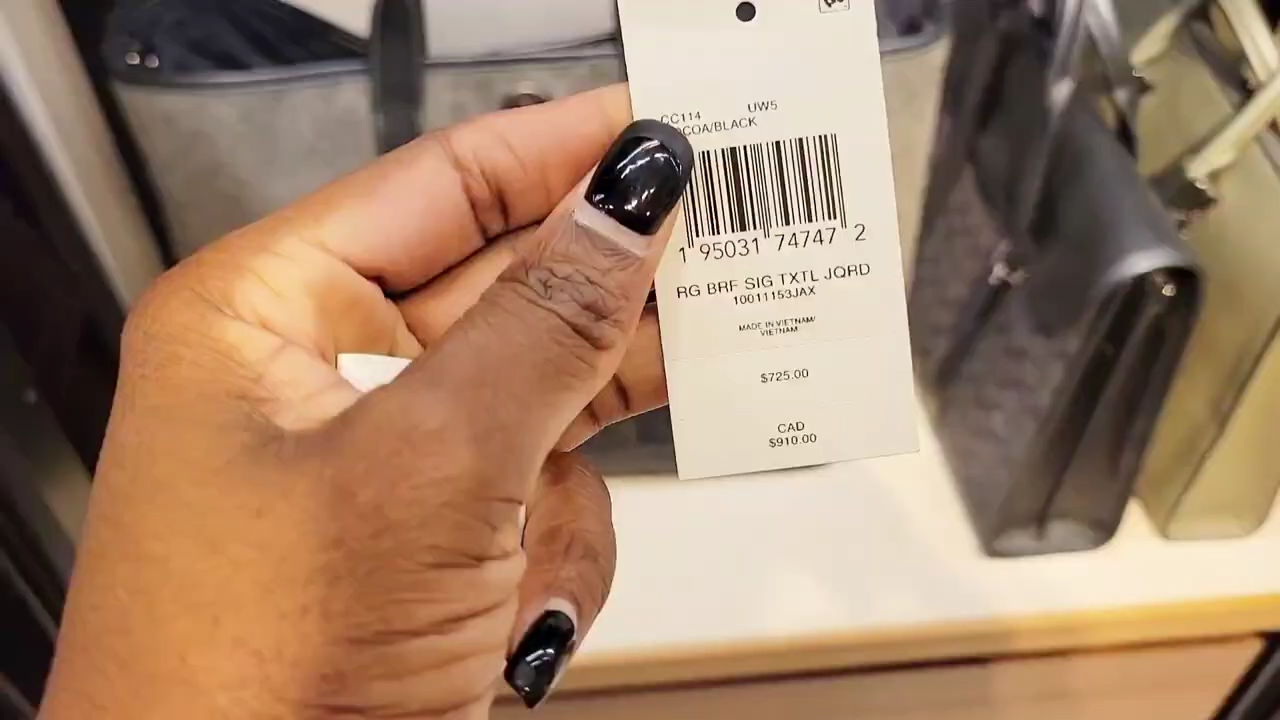 CC114 UW5
COCOA/BLACK
1 95031 74747 2
RG BRF SIG TXTL JQRD
10011153JAX
MADE IN VIETNAM/
VIETNAM
$725.00
CAD
$910.00